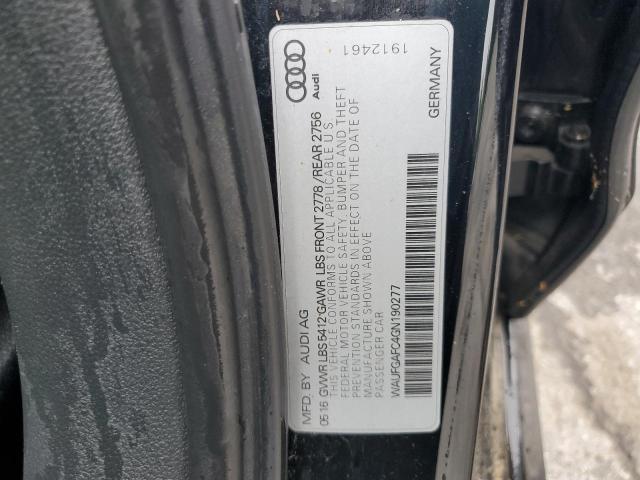 MFD. BY AUDI AG
0516 GVWR LBS 5412 GAWR LBS FRONT 2778 / REAR 2756
THIS VEHICLE CONFORMS TO ALL APPLICABLE U.S.
FEDERAL MOTOR VEHICLE SAFETY, BUMPER AND THEFT
PREVENTION STANDARDS IN EFFECT ON THE DATE OF
MANUFACTURE SHOWN ABOVE
PASSENGER CAR
WAUFGAFC4GN190277
Audi
1912461
GERMANY